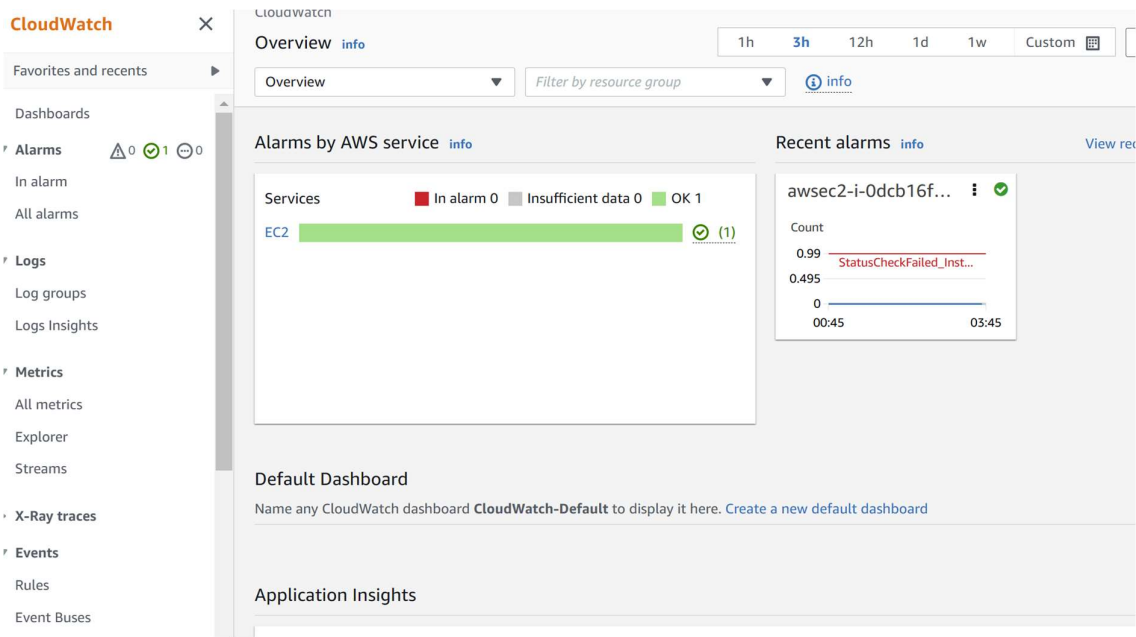 CloudWatch
Favorites and recents
Dashboards
Alarms 0 1 0
In alarm
All alarms
Logs
Log groups
Logs Insights
Metrics
All metrics
Explorer
Streams
X-Ray traces
Events
Rules
Event Buses
CloudWatch
Overview info
1h 3h 12h 1d 1w Custom
Overview
Filter by resource group
info
Alarms by AWS service info
Services In alarm 0 Insufficient data 0 OK 1
EC2 (1)
Recent alarms info
View rec
awsec2-i-0dcb16f...
Count
0.99
StatusCheckFailed_Inst...
0.495
0
00:45 03:45
Default Dashboard
Name any CloudWatch dashboard CloudWatch-Default to display it here. Create a new default dashboard
Application Insights